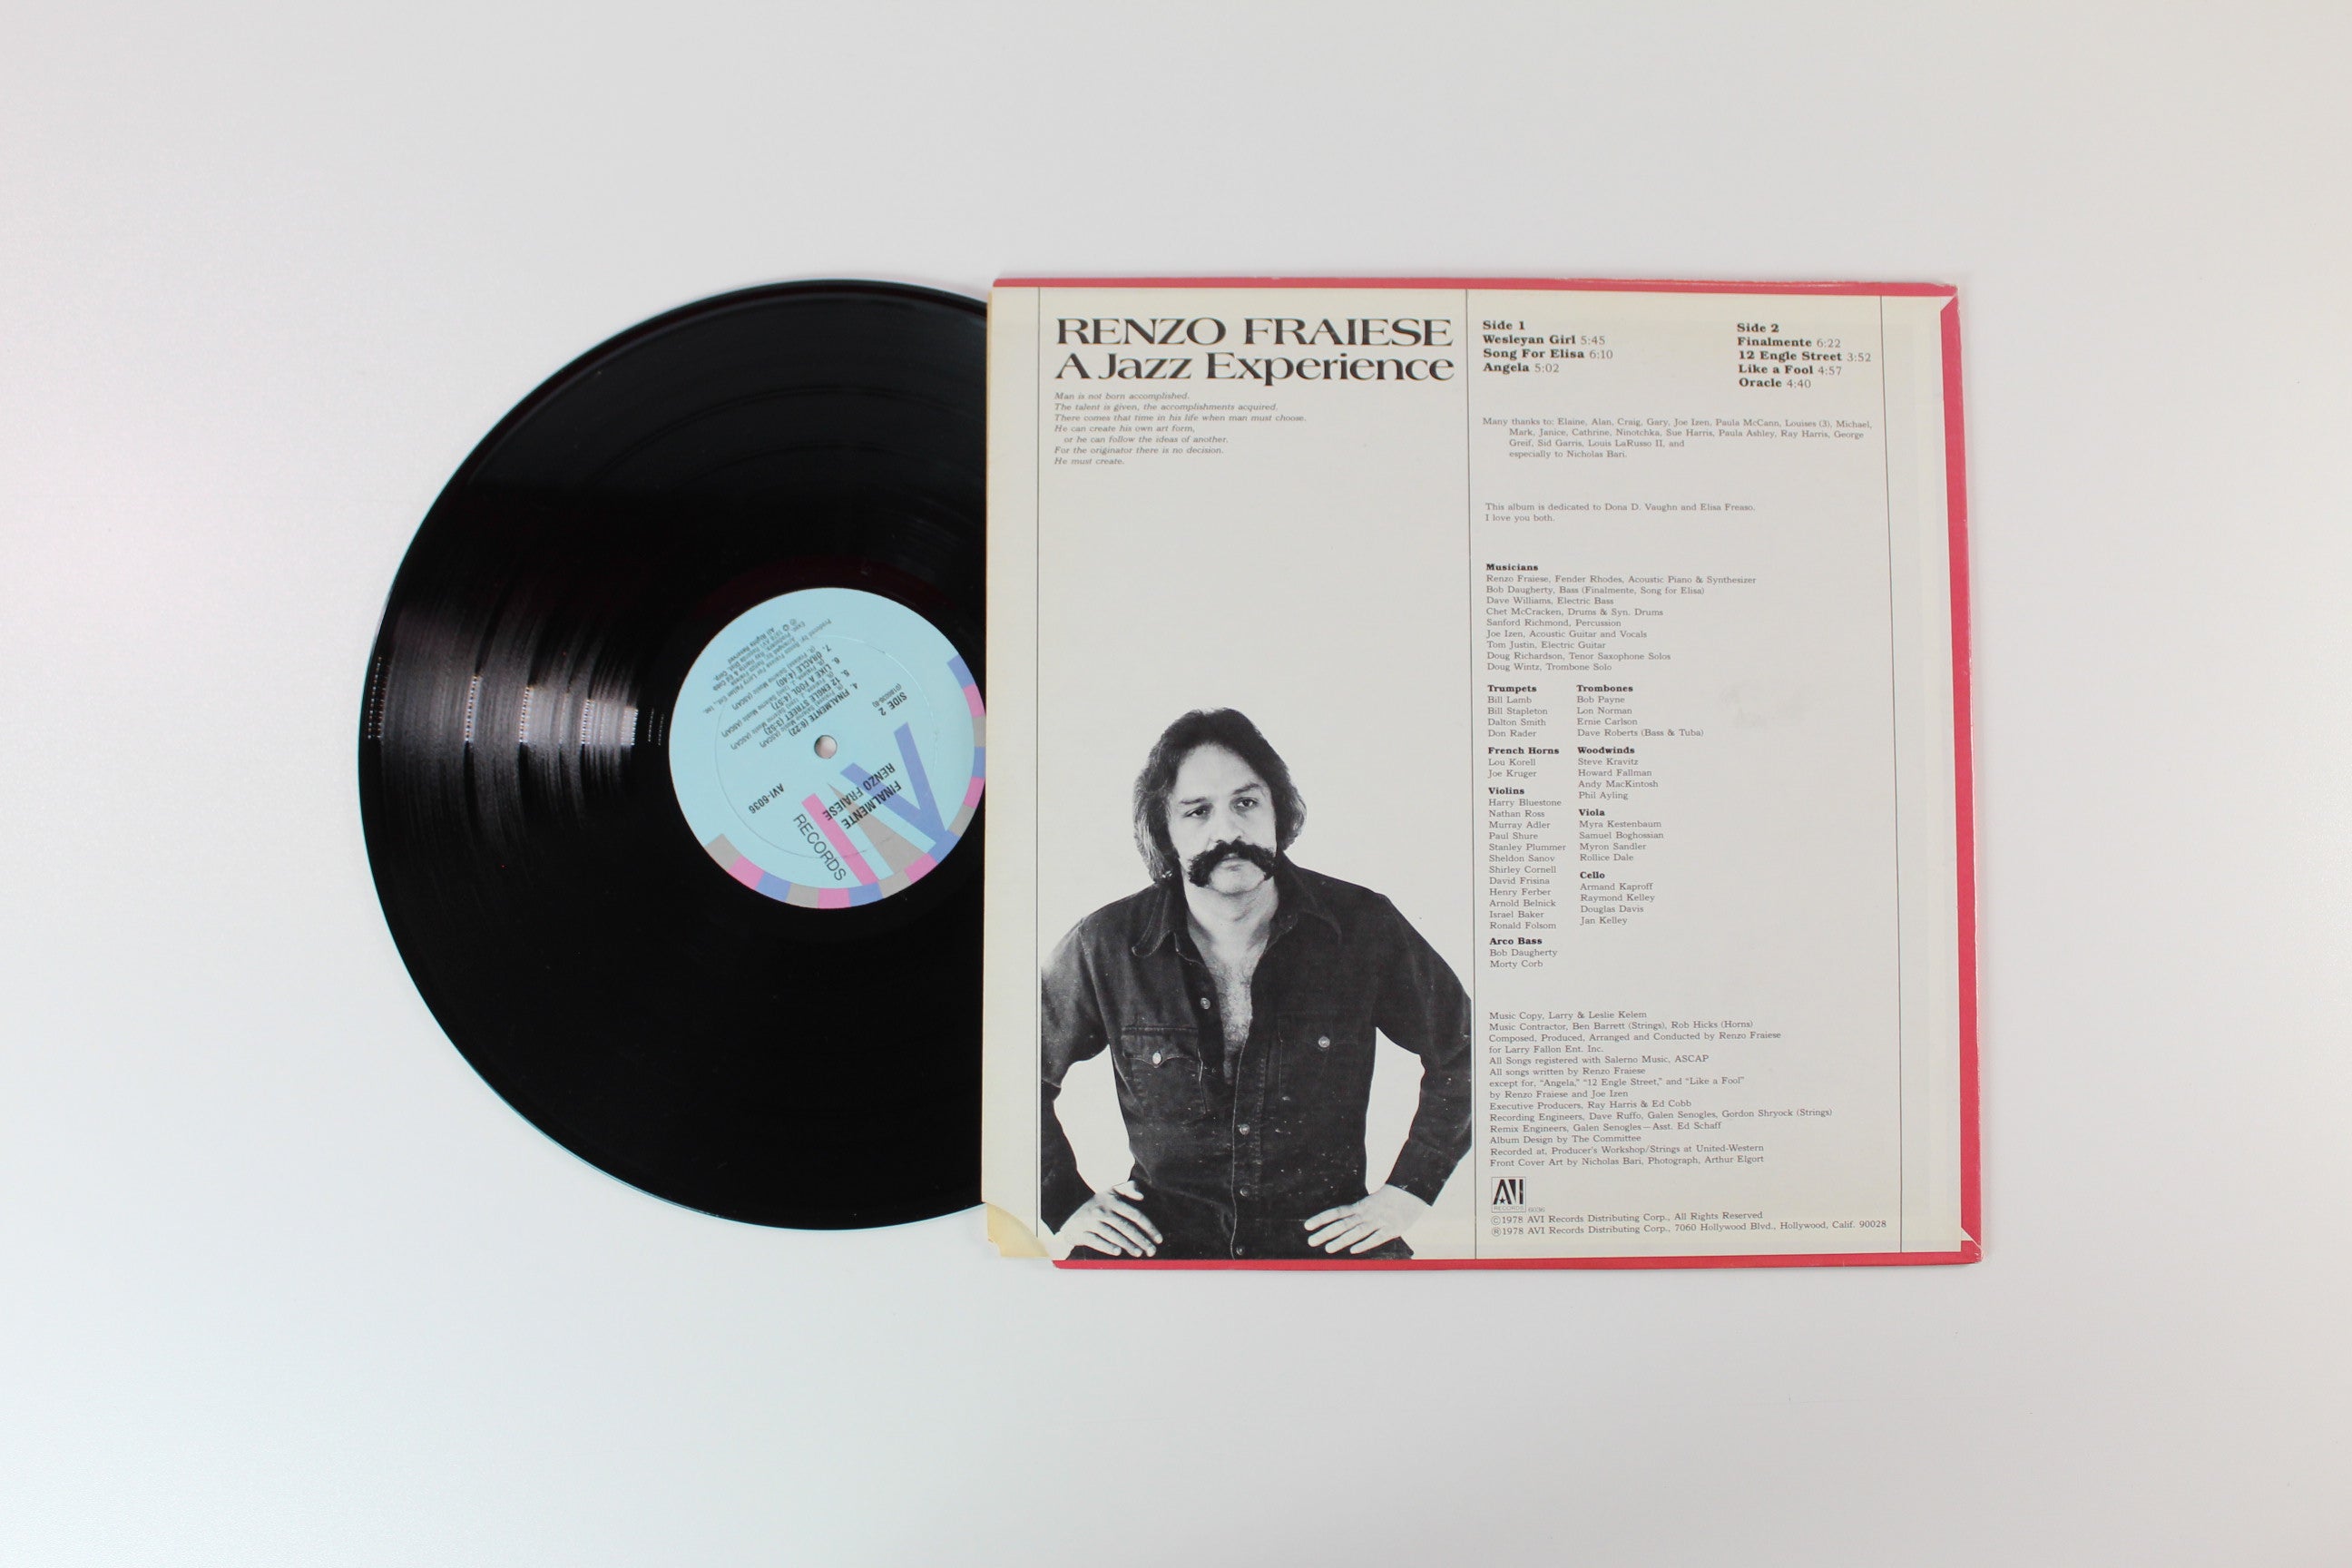 RENZO FRAIESE
A Jazz Experience
Man is not born accomplished.
The talent is given, the accomplishments acquired.
There comes that time in his life when man must choose.
He can create his own art form,
or he can follow the ideas of another.
For the originator there is no decision.
He must create.
Side 1
Wesleyan Girl 5:45
Song For Elisa 6:10
Angela 5:02
Side 2
Finalmente 6:22
12 Engle Street 3:52
Like a Fool 4:57
Oracle 4:40
Many thanks to: Elaine, Alan, Craig, Gary, Joe Izen, Paula McCann, Louises (3), Michael,
Mark, Janice, Cathrine, Ninotchka, Sue Harris, Paula Ashley, Ray Harris, George
Greif, Sid Garris, Louis LaRusso II, and
especially to Nicholas Bari.
This album is dedicated to Dona D. Vaughn and Elisa Freaso.
I love you both.
Musicians
Renzo Fraiese, Fender Rhodes, Acoustic Piano & Synthesizer
Bob Daugherty, Bass (Finalmente, Song for Elisa)
Dave Williams, Electric Bass
Chet McCracken, Drums & Syn. Drums
Sanford Richmond, Percussion
Joe Izen, Acoustic Guitar and Vocals
Tom Justin, Electric Guitar
Doug Richardson, Tenor Saxophone Solos
Doug Wintz, Trombone Solo
Trumpets
Bill Lamb
Bill Stapleton
Dalton Smith
Don Rader
French Horns
Lou Korell
Joe Kruger
Violins
Harry Bluestone
Nathan Ross
Murray Adler
Paul Shure
Stanley Plummer
Sheldon Sanov
Shirley Cornell
David Frisina
Henry Ferber
Arnold Belnick
Israel Baker
Ronald Folsom
Arco Bass
Bob Daugherty
Morty Corb
Trombones
Bob Payne
Lon Norman
Ernie Carlson
Dave Roberts (Bass & Tuba)
Woodwinds
Steve Kravitz
Howard Fallman
Andy MacKintosh
Phil Ayling
Viola
Myra Kestenbaum
Samuel Boghossian
Myron Sandler
Rollice Dale
Cello
Armand Kaproff
Raymond Kelley
Douglas Davis
Jan Kelley
Music Copy, Larry & Leslie Kelem
Music Contractor, Ben Barrett (Strings), Rob Hicks (Horns)
Composed, Produced, Arranged and Conducted by Renzo Fraiese
for Larry Fallon Ent. Inc.
All Songs registered with Salerno Music, ASCAP
All songs written by Renzo Fraiese
except for, "Angela," "12 Engle Street," and "Like a Fool"
by Renzo Fraiese and Joe Izen
Executive Producers, Ray Harris & Ed Cobb
Recording Engineers, Dave Ruffo, Galen Senogles, Gordon Shryock (Strings)
Remix Engineers, Galen Senogles—Asst. Ed Schaff
Album Design by The Committee
Recorded at, Producer's Workshop/Strings at United-Western
Front Cover Art by Nicholas Bari, Photograph, Arthur Elgort
AVI
RECORDS 6036
©1978 AVI Records Distributing Corp., All Rights Reserved
℗1978 AVI Records Distributing Corp., 7060 Hollywood Blvd., Hollywood, Calif. 90028
AVI
RECORDS
FINALMENTE
RENZO FRAIESE
AVI-6036
SIDE 2
4. FINALMENTE (6:22)
5. 12 ENGLE STREET (3:52)
6. LIKE A FOOL (4:57)
7. ORACLE (4:40)